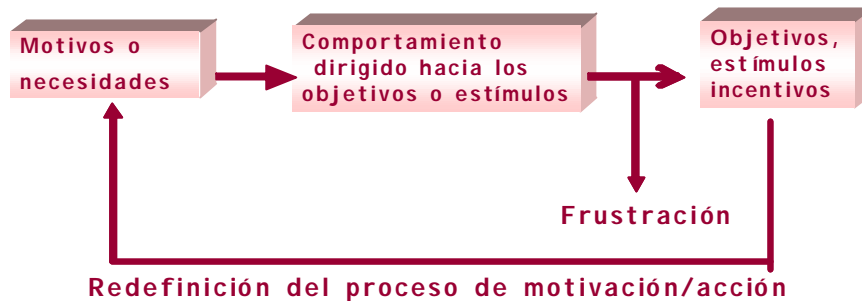 Motivos o
necesidades
Comportamiento
dirigido hacia los
objetivos o estímulos
Objetivos,
estímulos
incentivos
Frustración
Redefinición del proceso de motivación/acción